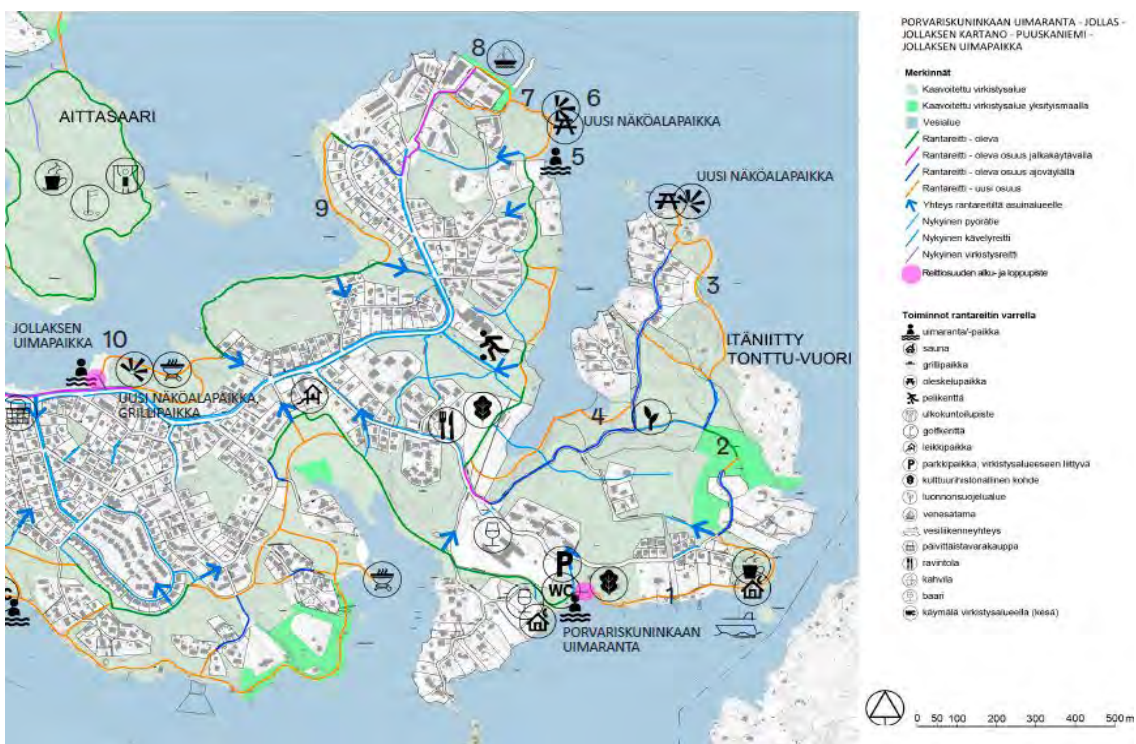 PORVARISKUNINKAAN UIMARANTA - JOLLAS -
JOLLAKSEN KARTANO - PUUSKANIEMI -
JOLLAKSEN UIMAPAIKKA
Merkinnät
Kaavoitettu virkistysalue
Kaavoitettu virkistysalue yksityismaalla
Vesialue
Rantareitti - oleva
Rantareitti - oleva osuus jalkakäytävällä
Rantareitti - oleva osuus ajoväylällä
Rantareitti - uusi osuus
Yhteys rantareitiltä asuinalueelle
Nykyinen pyörätie
Nykyinen kävelyreitti
Nykyinen virkistysreitti
Reittiosuuden alku- ja loppupiste
Toiminnot rantareitin varrella
uimaranta/-paikka
sauna
grillipaikka
oleskelupaikka
pelikenttä
ulkokuntoilupiste
golfkenttä
leikkipaikka
P parkkipaikka; virkistysalueeseen liittyvä
kulttuurihistoriallinen kohde
luonnonsuojelualue
venesatama
vesiliikenneyhteys
päivittäistavarakauppa
ravintola
kahvila
baari
WC käymälä virkistysalueella (kesä)
0 50 100 200 300 400 500 m
AITTASAARI
8
7
6
UUSI NÄKÖALAPAIKKA
5
UUSI NÄKÖALAPAIKKA
9
3
ITÄNIITTY
TONTTU-VUORI
JOLLAKSEN
UIMAPAIKKA
10
UUSI NÄKÖALAPAIKKA,
GRILLIPAIKKA
4
2
P
WC
1
PORVARISKUNINKAAN
UIMARANTA